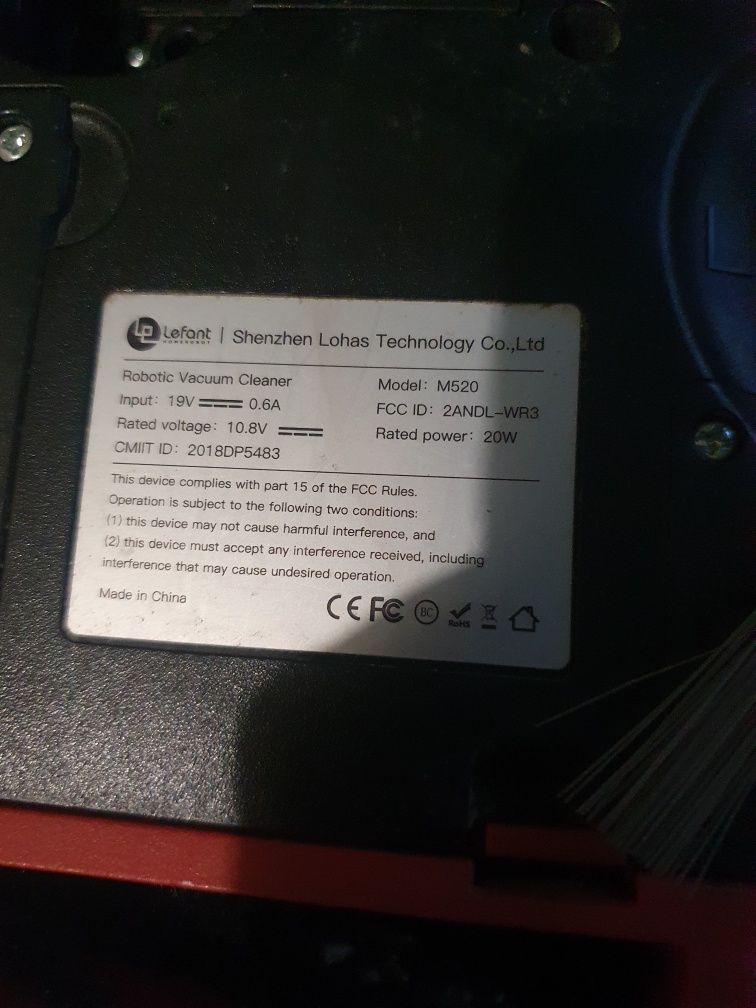 Lefant | Shenzhen Lohas Technology Co.,Ltd
HOMEROBOT
Robotic Vacuum Cleaner
Model: M520
Input: 19V 0.6A
FCC ID: 2ANDL-WR3
Rated voltage: 10.8V
Rated power: 20W
CMIIT ID: 2018DP5483
This device complies with part 15 of the FCC Rules.
Operation is subject to the following two conditions:
(1) this device may not cause harmful interference, and
(2) this device must accept any interference received, including
interference that may cause undesired operation.
Made in China
CE FC BC RoHS